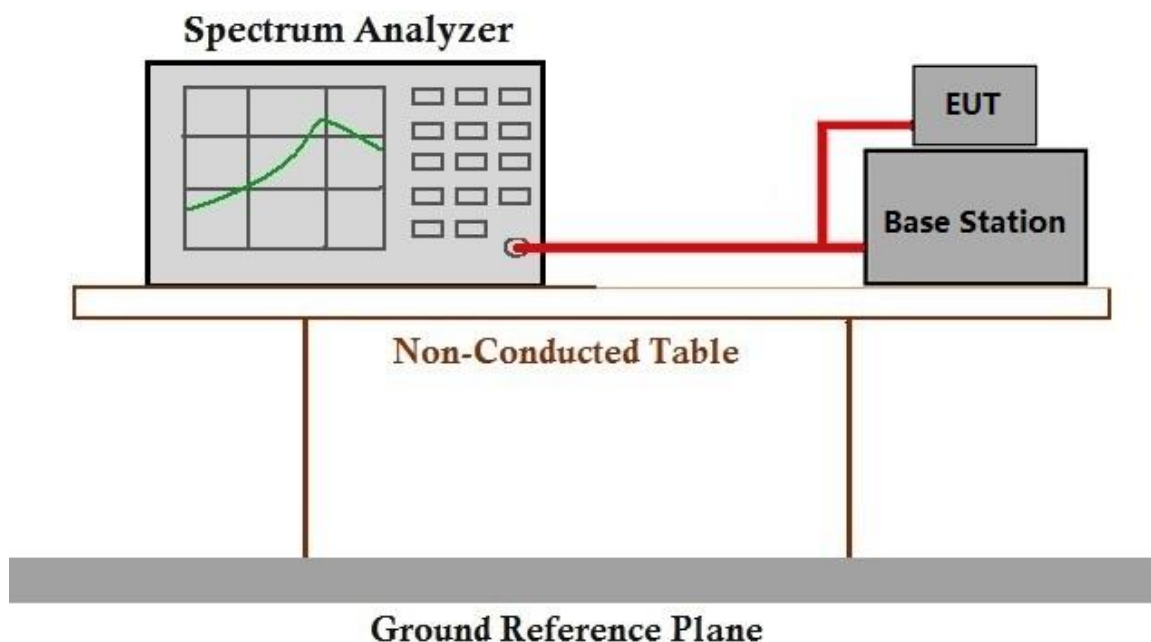 Spectrum Analyzer
EUT
Base Station
Non-Conducted Table
Ground Reference Plane